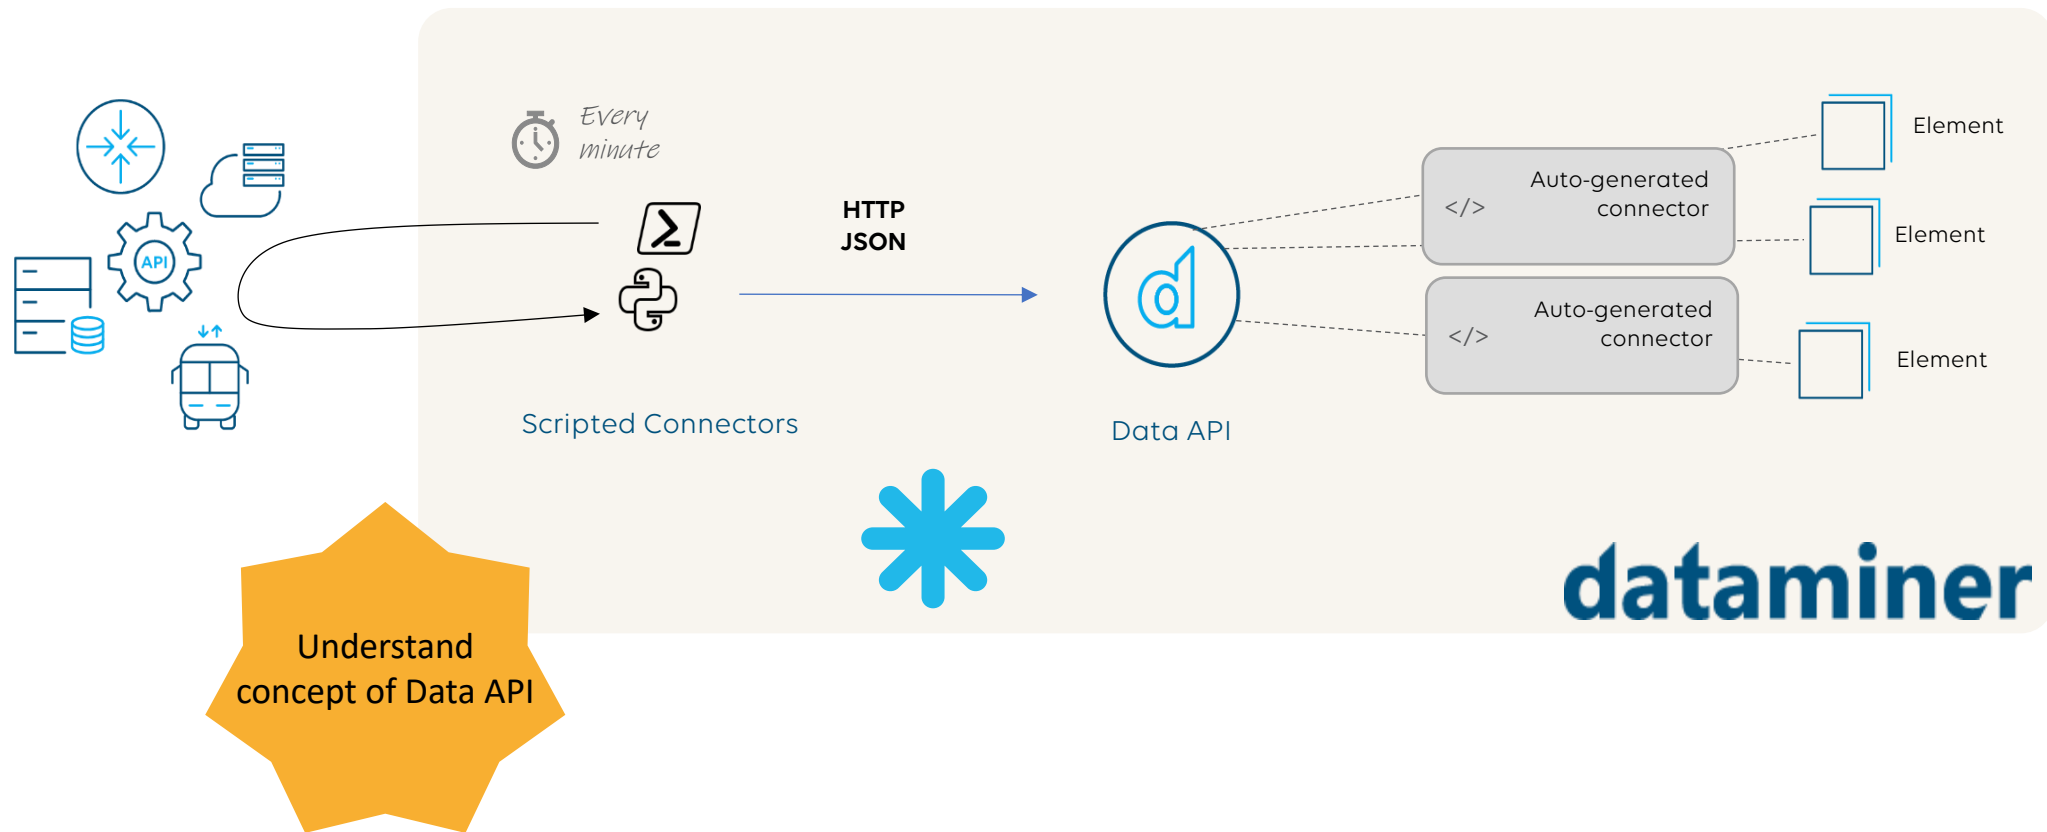 Every
minute
HTTP
JSON
API
Scripted Connectors
d
Data API
</>
Auto-generated
connector
</>
Auto-generated
connector
Element
Element
Element
Understand
concept of Data API
dataminer